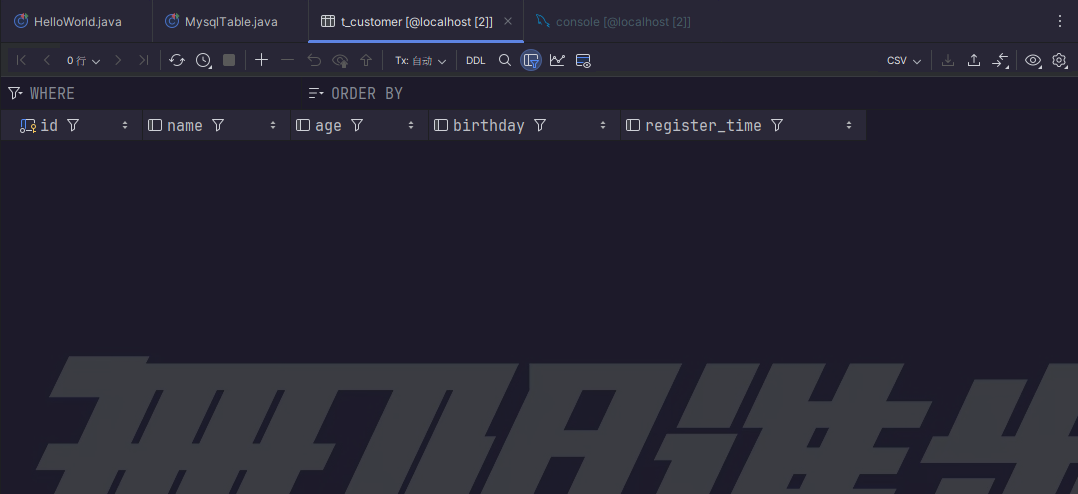 HelloWorld.java MysqlTable.java t_customer [@localhost [2]] console [@localhost [2]]
0 行 Tx: 自动 DDL CSV
WHERE ORDER BY
id name age birthday register_time